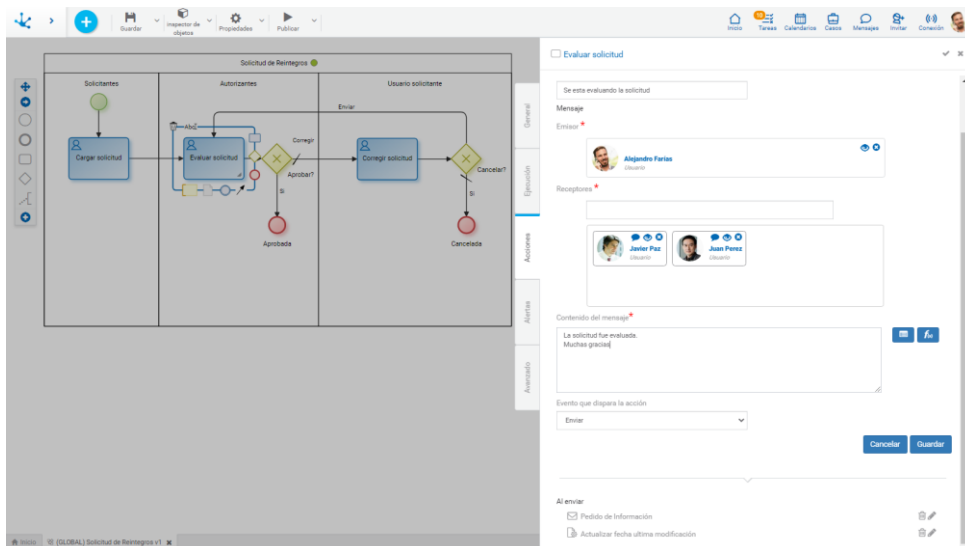 Guardar
Inspector de objetos
Propiedades
Publicar
Inico
10
Tareas
Calendarios
Casos
Mensajes
Invitar
Conexión
Solicitud de Reintegros
Solicitantes
Autorizantes
Usuario solicitante
Enviar
Cargar solicitud
Evaluar solicitud
Corregir
Aprobar?
Corregir solicitud
Cancelar?
Si
Si
Aprobada
Cancelada
General
Ejecución
Acciones
Alertas
Avanzado
Evaluar solicitud
Se esta evaluando la solicitud
Mensaje
Emisor *
Alejandro Farias
Usuario
Receptores *
Javier Paz
Usuario
Juan Perez
Usuario
Contenido del mensaje *
La solicitud fue evaluada.
Muchas gracias
Evento que dispara la acción
Enviar
Cancelar
Guardar
Al enviar
Pedido de Información
Actualizar fecha ultima modificación
Inicio
(GLOBAL) Solicitud de Reintegros v1